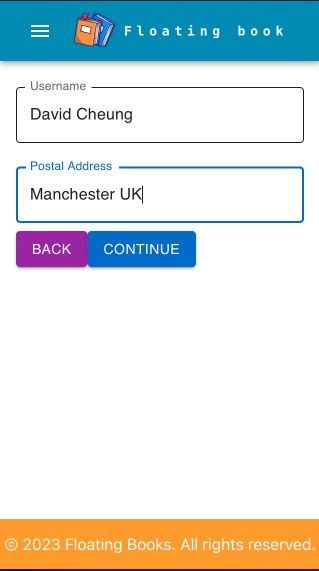 Floating book
Username
David Cheung
Postal Address
Manchester UK
BACK CONTINUE
© 2023 Floating Books. All rights reserved.